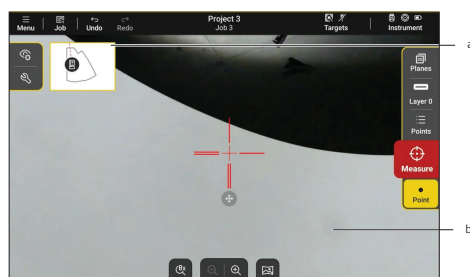 Menu
Job
Undo
Redo
Project 3
Job 3
Targets
Instrument
a
Planes
Layer 0
Points
Measure
Point
b